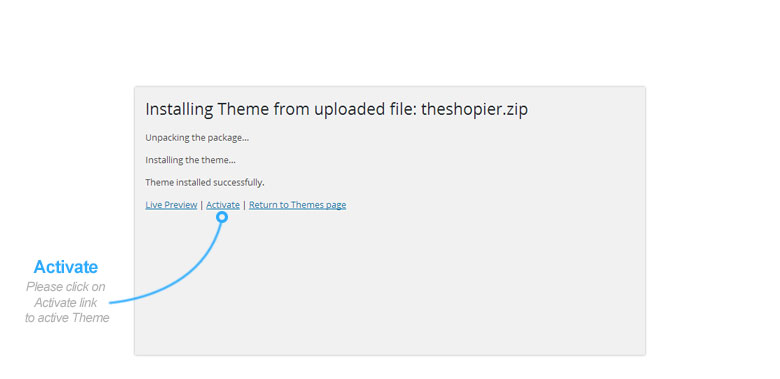 Installing Theme from uploaded file: theshopier.zip
Unpacking the package...
Installing the theme...
Theme installed successfully.
Live Preview | Activate | Return to Themes page
Activate
Please click on
Activate link
to active Theme